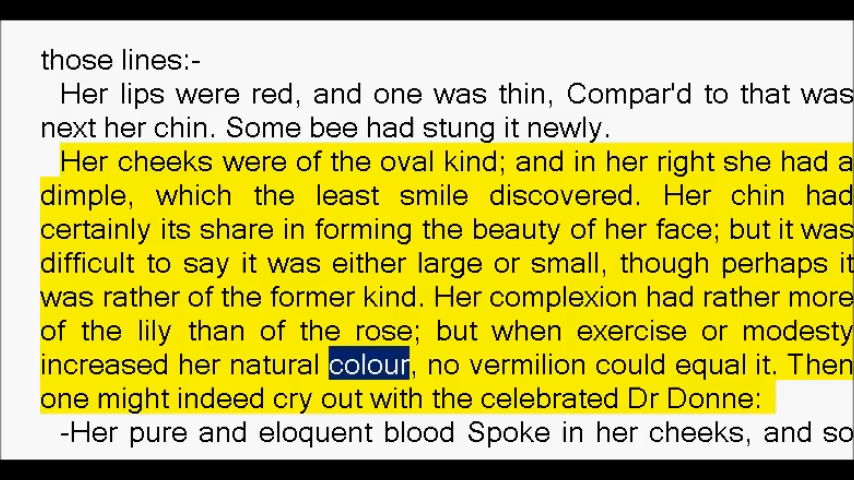 those lines:-
Her lips were red, and one was thin, Compar'd to that was
next her chin. Some bee had stung it newly.
Her cheeks were of the oval kind; and in her right she had a
dimple, which the least smile discovered. Her chin had
certainly its share in forming the beauty of her face; but it was
difficult to say it was either large or small, though perhaps it
was rather of the former kind. Her complexion had rather more
of the lily than of the rose; but when exercise or modesty
increased her natural colour, no vermilion could equal it. Then
one might indeed cry out with the celebrated Dr Donne:
-Her pure and eloquent blood Spoke in her cheeks, and so